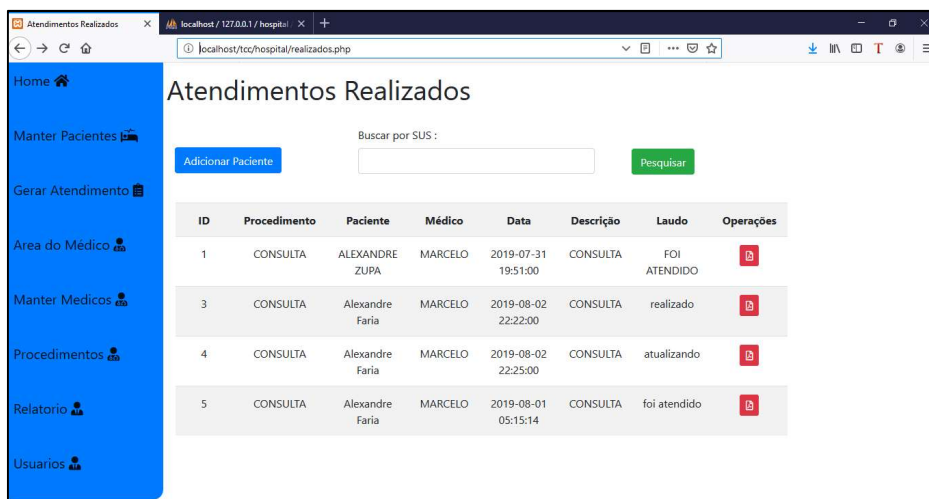 Atendimentos Realizados
localhost / 127.0.0.1 / hospital
localhost/tcc/hospital/realizados.php
Home
Manter Pacientes
Gerar Atendimento
Area do Médico
Manter Medicos
Procedimentos
Relatorio
Usuarios
Atendimentos Realizados
Buscar por SUS :
Adicionar Paciente
Pesquisar
ID Procedimento Paciente Médico Data Descrição Laudo Operações
1 CONSULTA ALEXANDRE ZUPA MARCELO 2019-07-31 19:51:00 CONSULTA FOI ATENDIDO
3 CONSULTA Alexandre Faria MARCELO 2019-08-02 22:22:00 CONSULTA realizado
4 CONSULTA Alexandre Faria MARCELO 2019-08-02 22:25:00 CONSULTA atualizando
5 CONSULTA Alexandre Faria MARCELO 2019-08-01 05:15:14 CONSULTA foi atendido